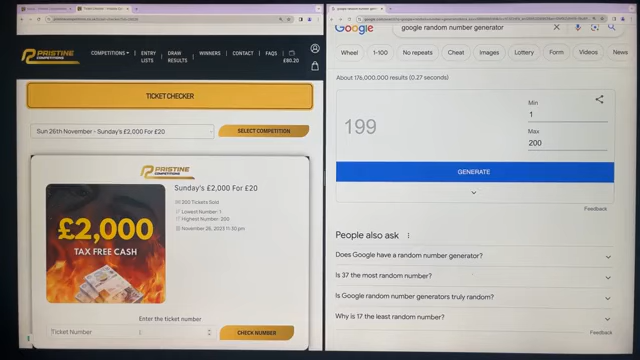 PRISTINE
COMPETITIONS
COMPETITIONS
ENTRY
LISTS
DRAW
RESULTS
WINNERS
CONTACT
FAQS
£80.20
TICKET CHECKER
Sun 26th November - Sunday's £2,000 For £20
SELECT COMPETITION
PRISTINE
COMPETITIONS
£2,000
TAX FREE CASH
Sunday's £2,000 For £20
200 Tickets Sold
Lowest Number: 1
Highest Number: 200
Enter the ticket number
Ticket Number
CHECK NUMBER
Google
google random number generator
Wheel
1-100
No repeats
Cheat
Images
Lottery
Form
Videos
News
About 176,000,000 results (0.27 seconds)
199
Min
1
Max
200
GENERATE
Feedback
People also ask
Does Google have a random number generator?
Is 37 the most random number?
Is Google random number generators truly random?
Why is 17 the least random number?
Feedback